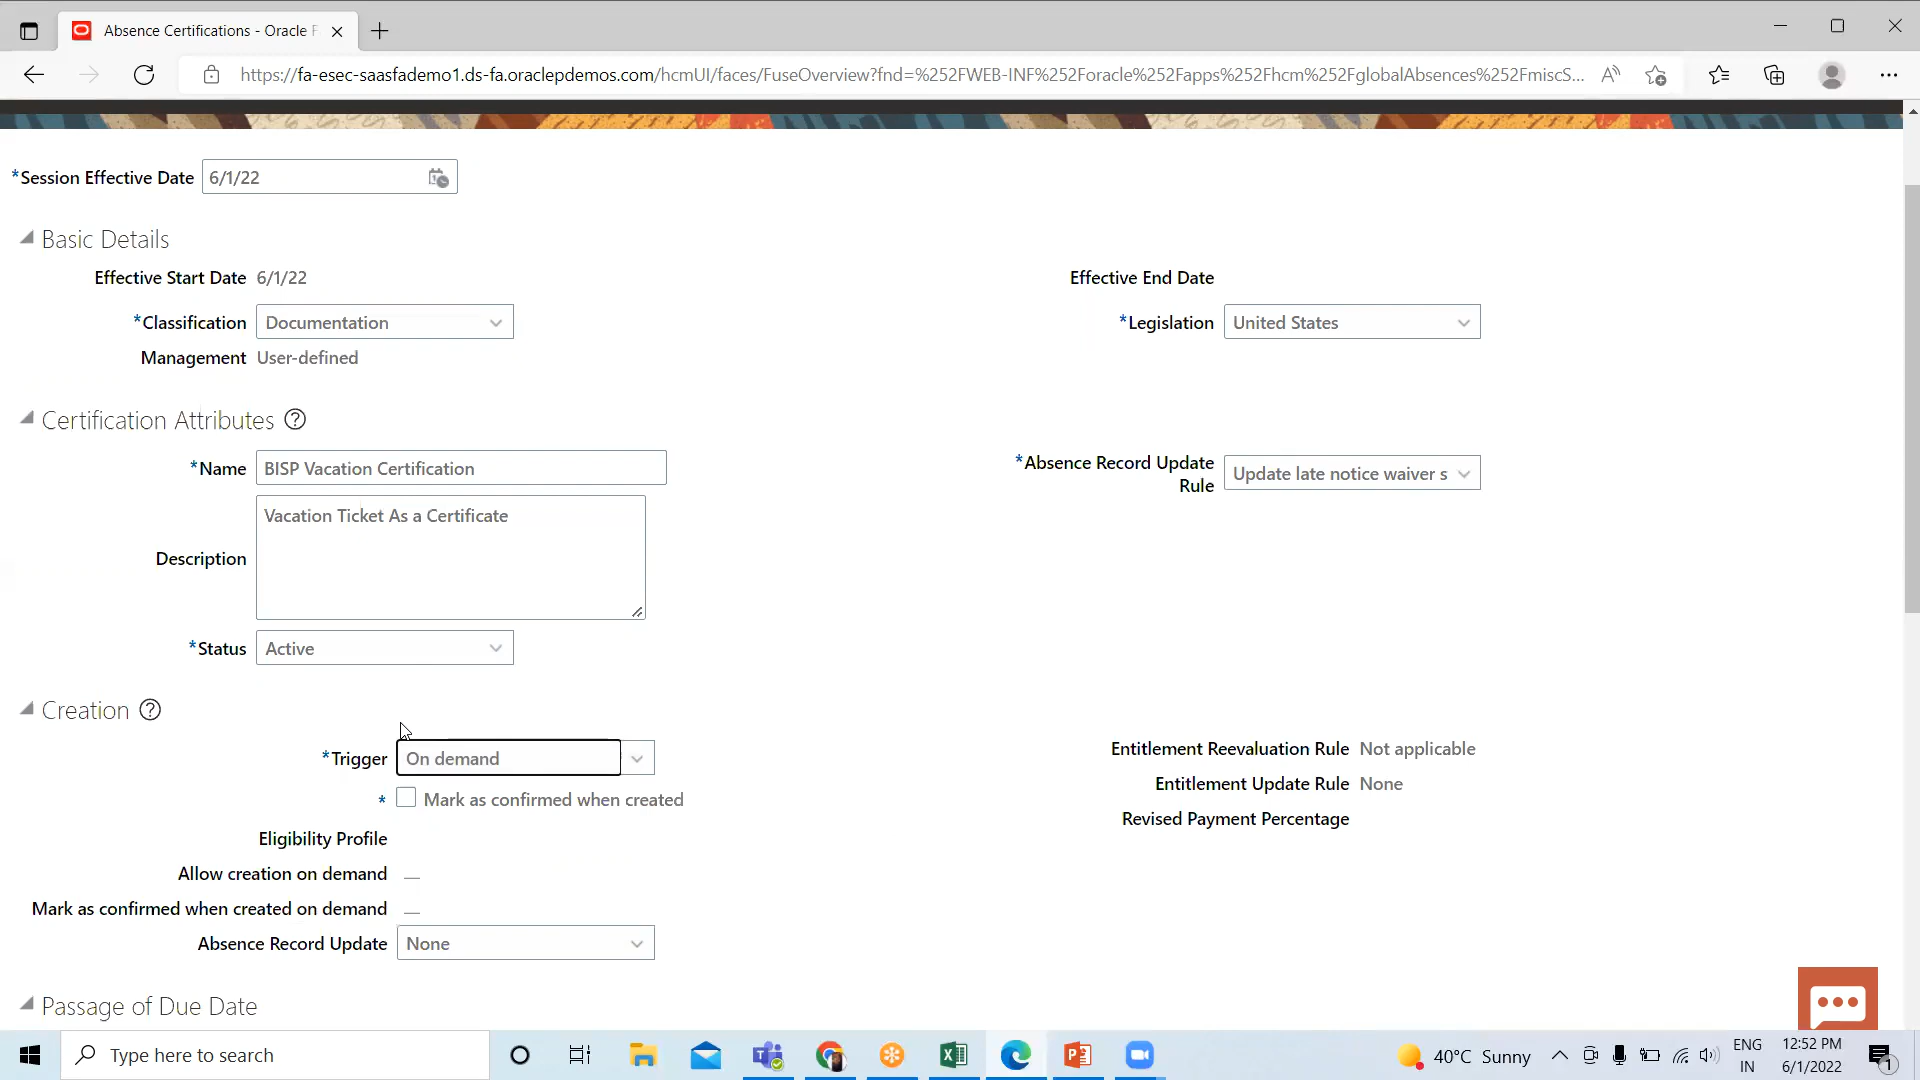 Absence Certifications - Oracle F
https://fa-esec-saasfademo1.ds-fa.oraclepdemos.com/hcmUI/faces/FuseOverview?fnd=%252FWEB-INF%252Foracle%252Fapps%252Fhcm%252FglobalAbsences%252FmiscS...
*Session Effective Date 6/1/22
Basic Details
Effective Start Date 6/1/22
Effective End Date
*Classification Documentation
*Legislation United States
Management User-defined
Certification Attributes ?
*Name BISP Vacation Certification
*Absence Record Update Rule Update late notice waiver s
Description Vacation Ticket As a Certificate
*Status Active
Creation ?
*Trigger On demand
Entitlement Reevaluation Rule Not applicable
* Mark as confirmed when created
Entitlement Update Rule None
Revised Payment Percentage
Eligibility Profile
Allow creation on demand
Mark as confirmed when created on demand
Absence Record Update None
Passage of Due Date
Type here to search
40°C Sunny
ENG
IN
12:52 PM
6/1/2022
1